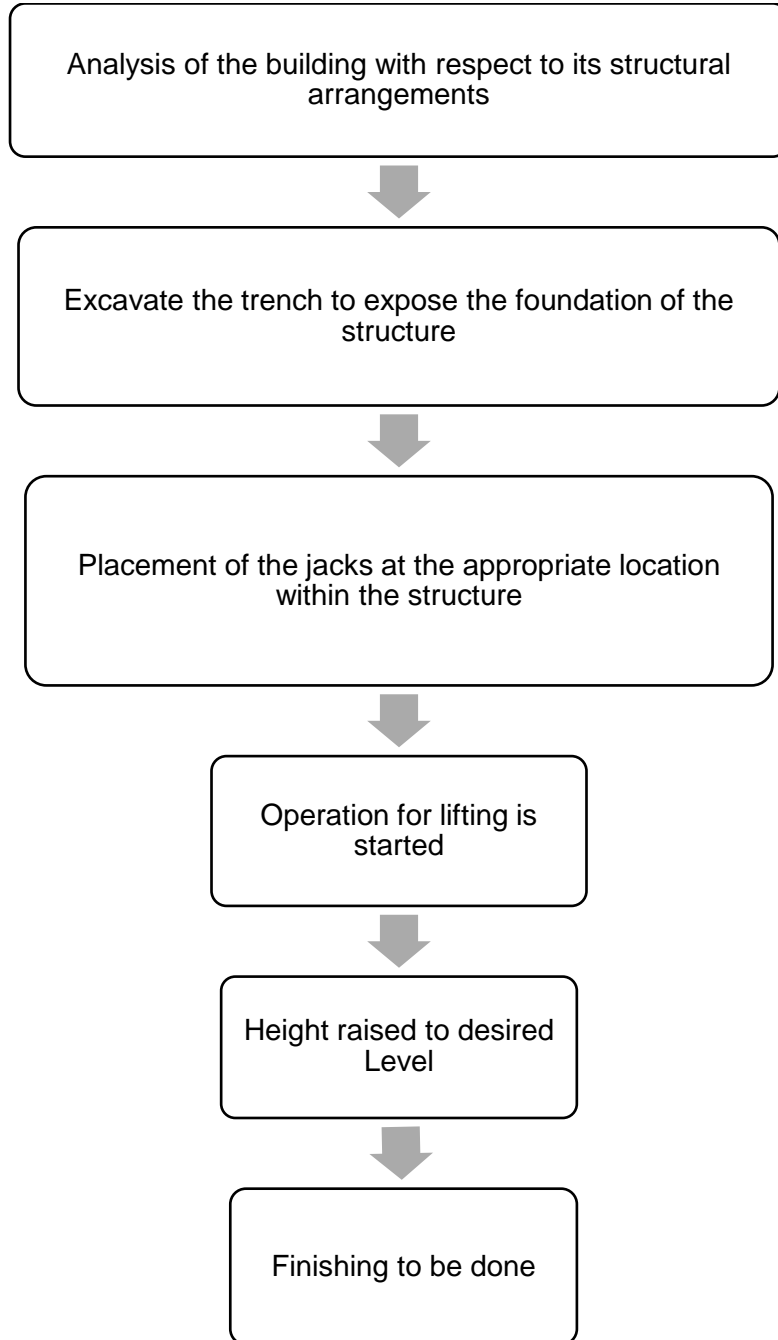 Analysis of the building with respect to its structural
arrangements
Excavate the trench to expose the foundation of the
structure
Placement of the jacks at the appropriate location
within the structure
Operation for lifting is
started
Height raised to desired
Level
Finishing to be done